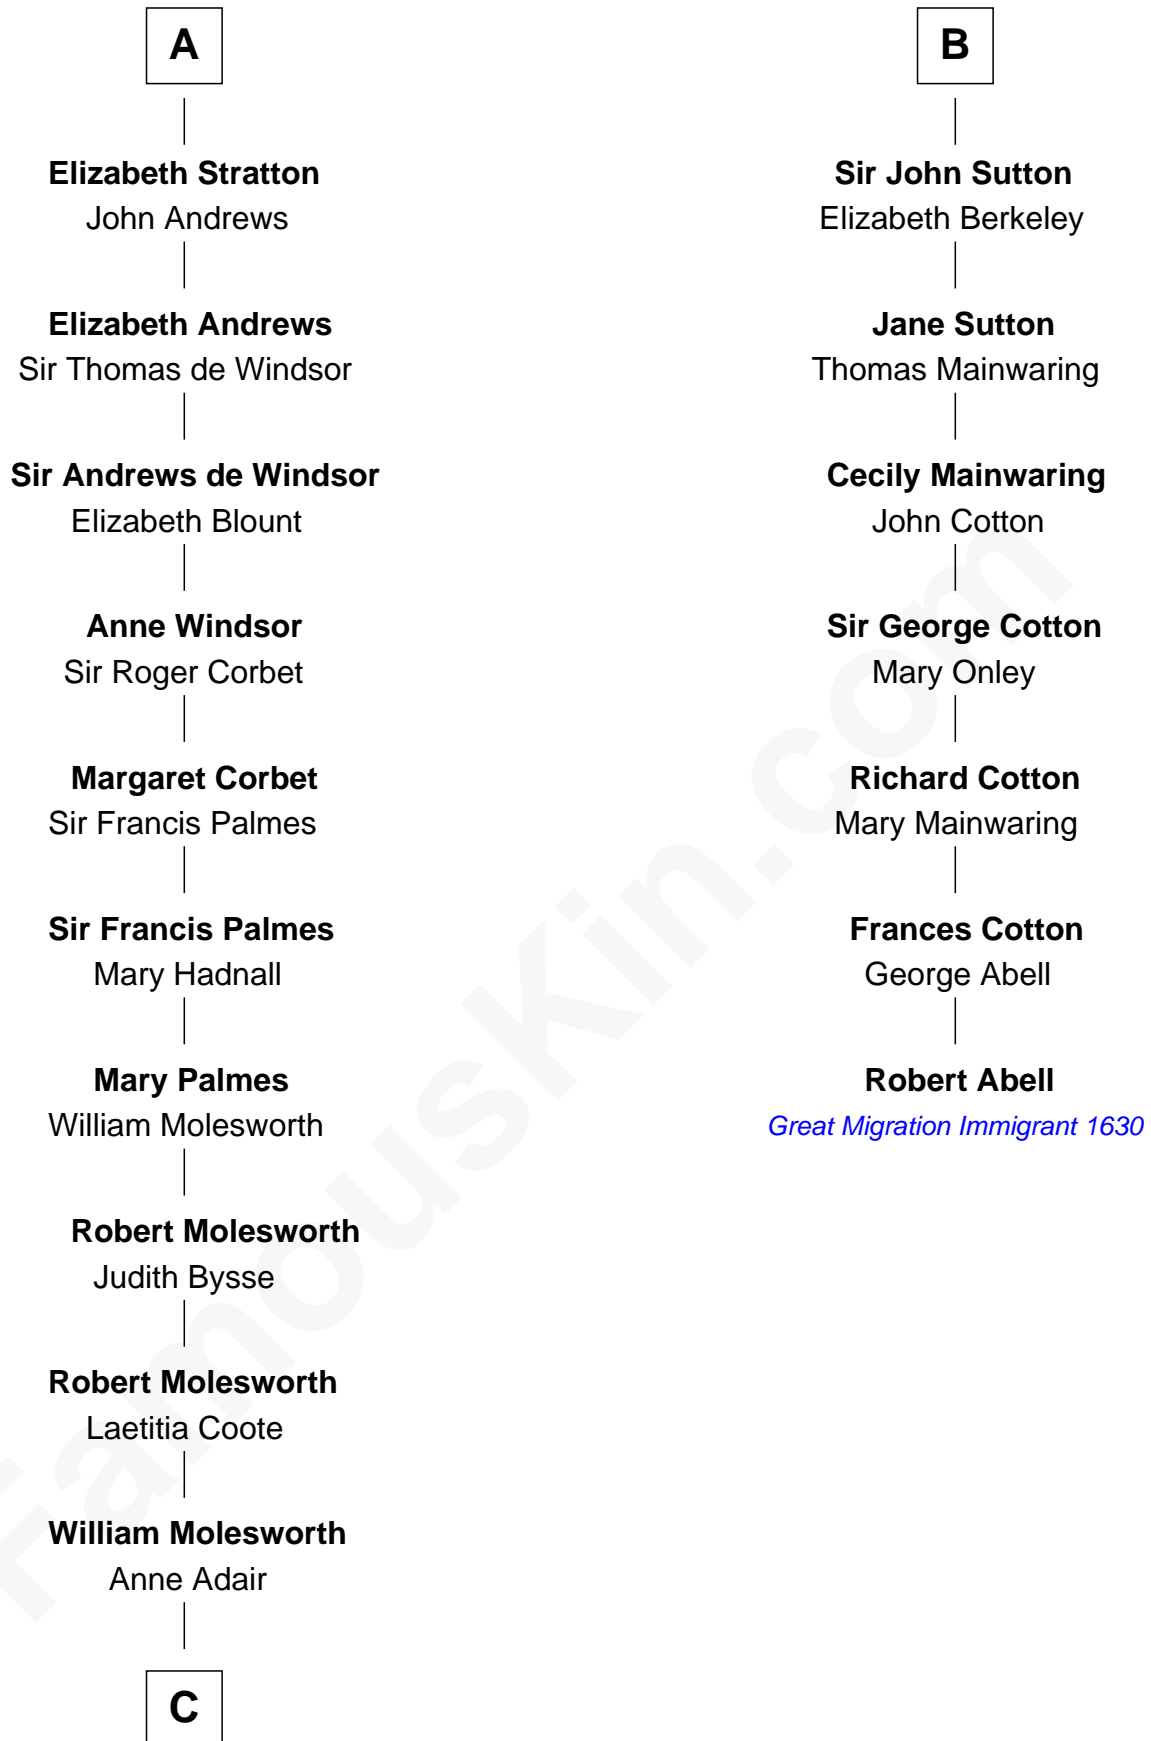 A
Elizabeth Stratton
John Andrews
Elizabeth Andrews
Sir Thomas de Windsor
Sir Andrews de Windsor
Elizabeth Blount
Anne Windsor
Sir Roger Corbet
Margaret Corbet
Sir Francis Palmes
Sir Francis Palmes
Mary Hadnall
Mary Palmes
William Molesworth
Robert Molesworth
Judith Bysse
Robert Molesworth
Laetitia Coote
William Molesworth
Anne Adair
C
B
Sir John Sutton
Elizabeth Berkeley
Jane Sutton
Thomas Mainwaring
Cecily Mainwaring
John Cotton
Sir George Cotton
Mary Onley
Richard Cotton
Mary Mainwaring
Frances Cotton
George Abell
Robert Abell
Great Migration Immigrant 1630
FamousKin.com